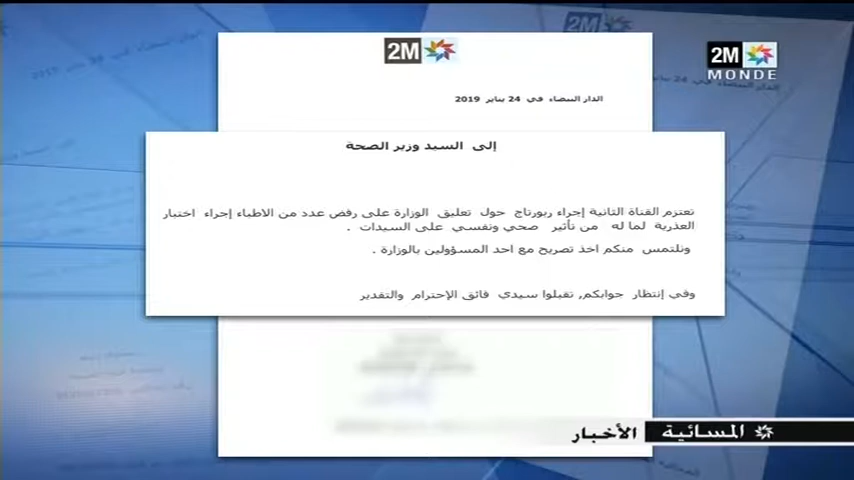 2M
2M
MONDE
الدار البيضاء في 24 يناير 2019
إلى السيد وزير الصحة
تعتزم القناة الثانية إجراء ربورتاج حول تعليق الوزارة على رفض عدد من الاطباء إجراء اختبار
العذرية لما له من تأثير صحي ونفسي على السيدات .
ونلتمس منكم اخذ تصريح مع احد المسؤولين بالوزارة .
وفي إنتظار جوابكم, تقبلوا سيدي فائق الإحترام والتقدير
المسائية الأخبار